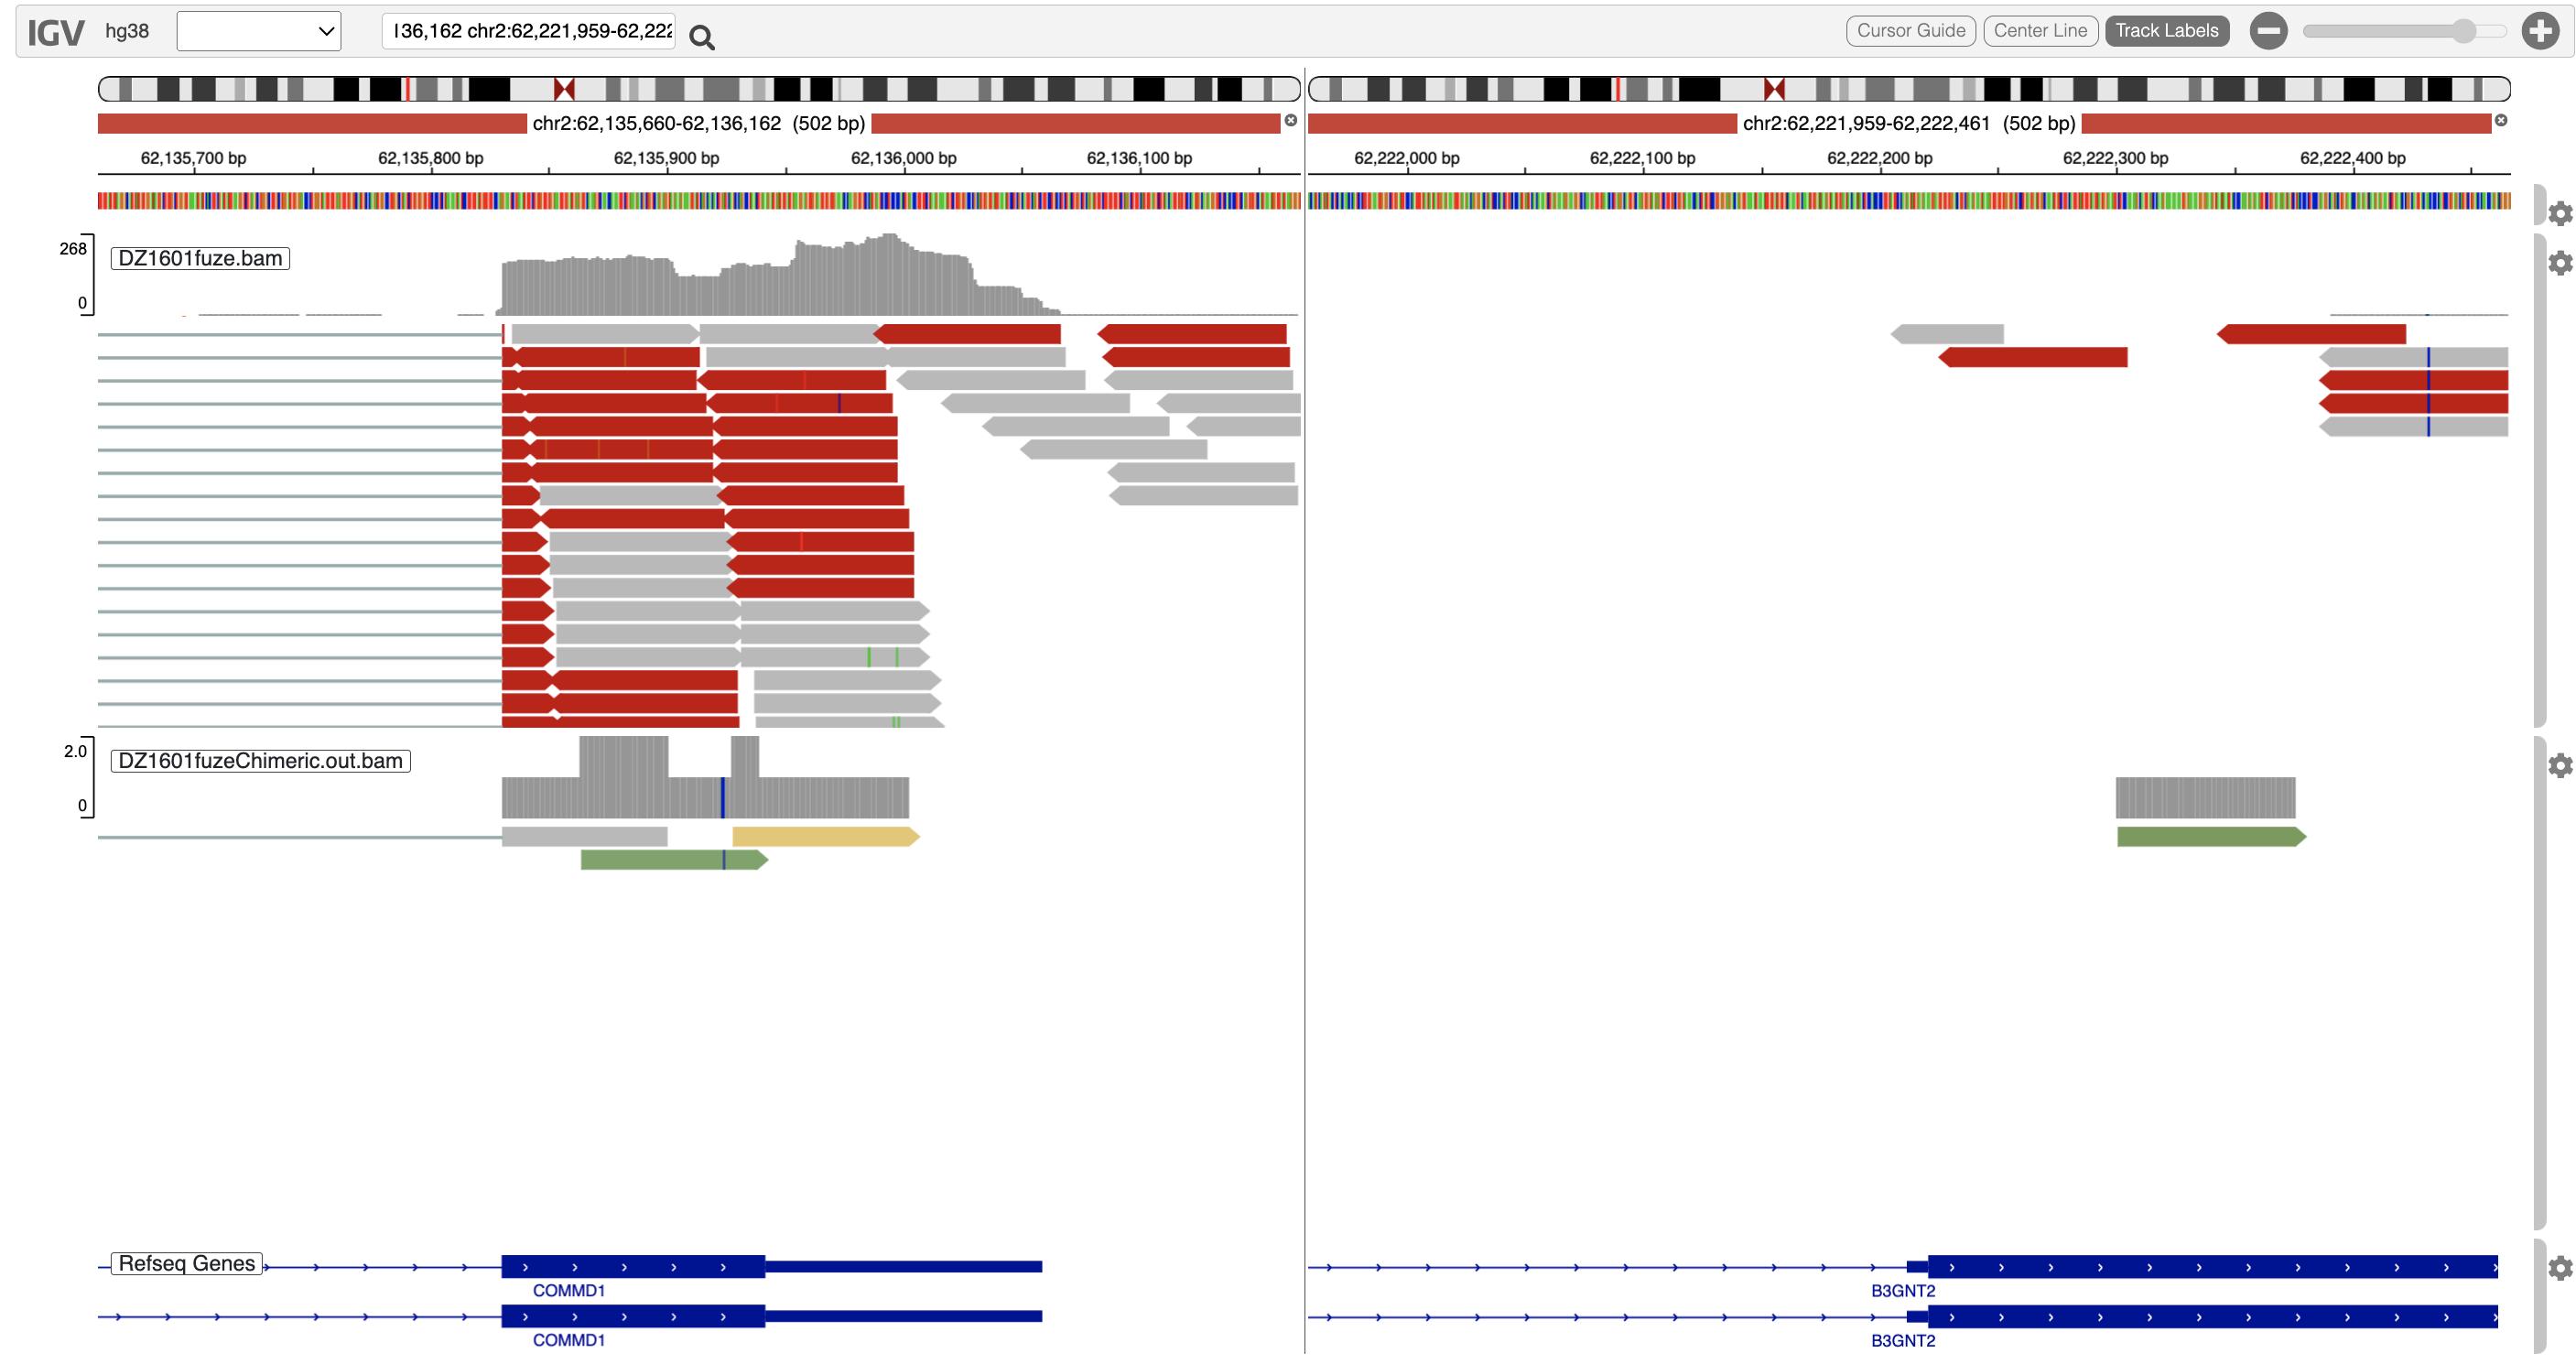 IGV hg38 136,162 chr2:62,221,959-62,222 Cursor Guide Center Line Track Labels
chr2:62,135,660-62,136,162 (502 bp) chr2:62,221,959-62,222,461 (502 bp)
62,135,700 bp 62,135,800 bp 62,135,900 bp 62,136,000 bp 62,136,100 bp 62,222,000 bp 62,222,100 bp 62,222,200 bp 62,222,300 bp 62,222,400 bp
268 DZ1601fuze.bam
0
2.0 DZ1601fuzeChimeric.out.bam
0
Refseq Genes
COMMD1 B3GNT2
COMMD1 B3GNT2